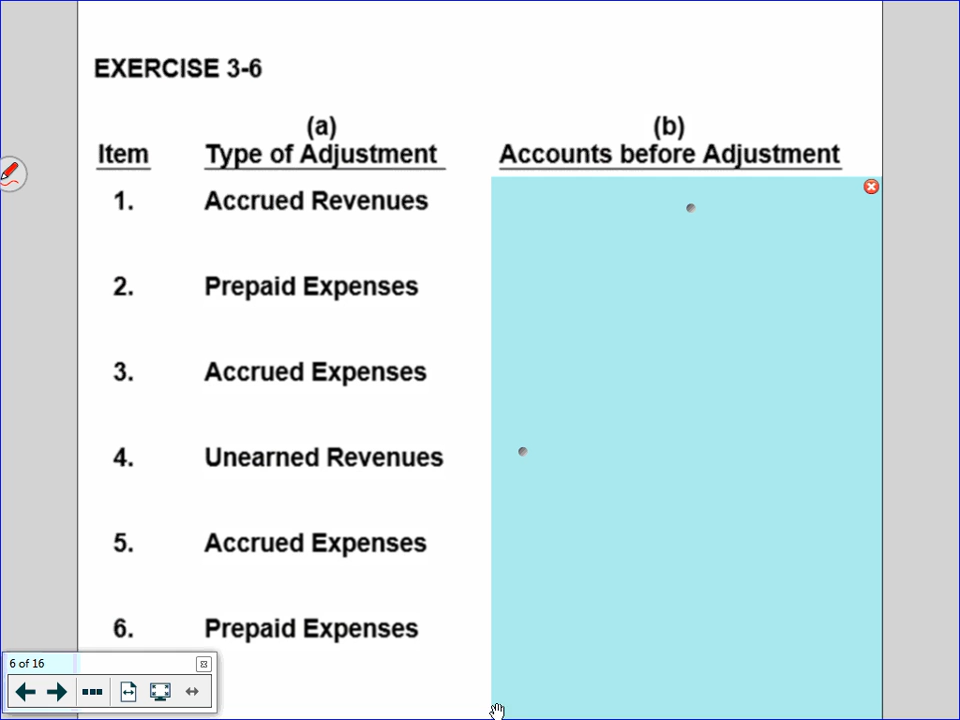 EXERCISE 3-6
(a) (b)
Item Type of Adjustment Accounts before Adjustment
1. Accrued Revenues
2. Prepaid Expenses
3. Accrued Expenses
4. Unearned Revenues
5. Accrued Expenses
6. Prepaid Expenses
6 of 16